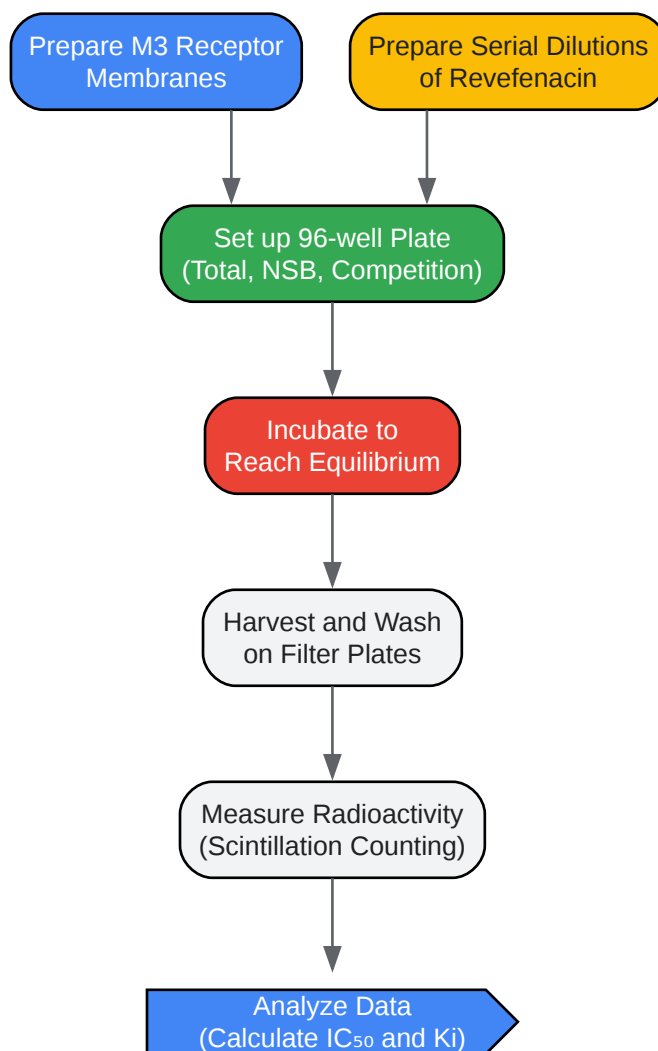 Prepare M3 Receptor
Membranes
Prepare Serial Dilutions
of Revefenacin
Set up 96-well Plate
(Total, NSB, Competition)
Incubate to
Reach Equilibrium
Harvest and Wash
on Filter Plates
Measure Radioactivity
(Scintillation Counting)
Analyze Data
(Calculate IC₅₀ and Ki)